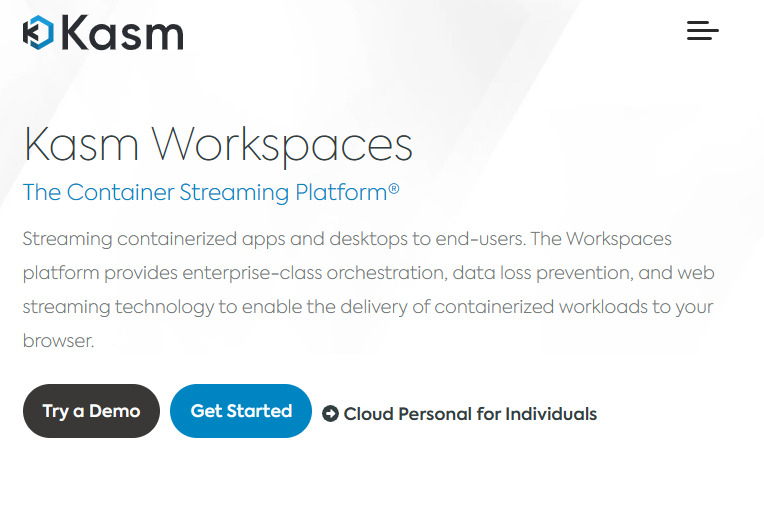 Kasm
Kasm Workspaces
The Container Streaming Platform®
Streaming containerized apps and desktops to end-users. The Workspaces
platform provides enterprise-class orchestration, data loss prevention, and web
streaming technology to enable the delivery of containerized workloads to your
browser.
Try a Demo
Get Started
Cloud Personal for Individuals